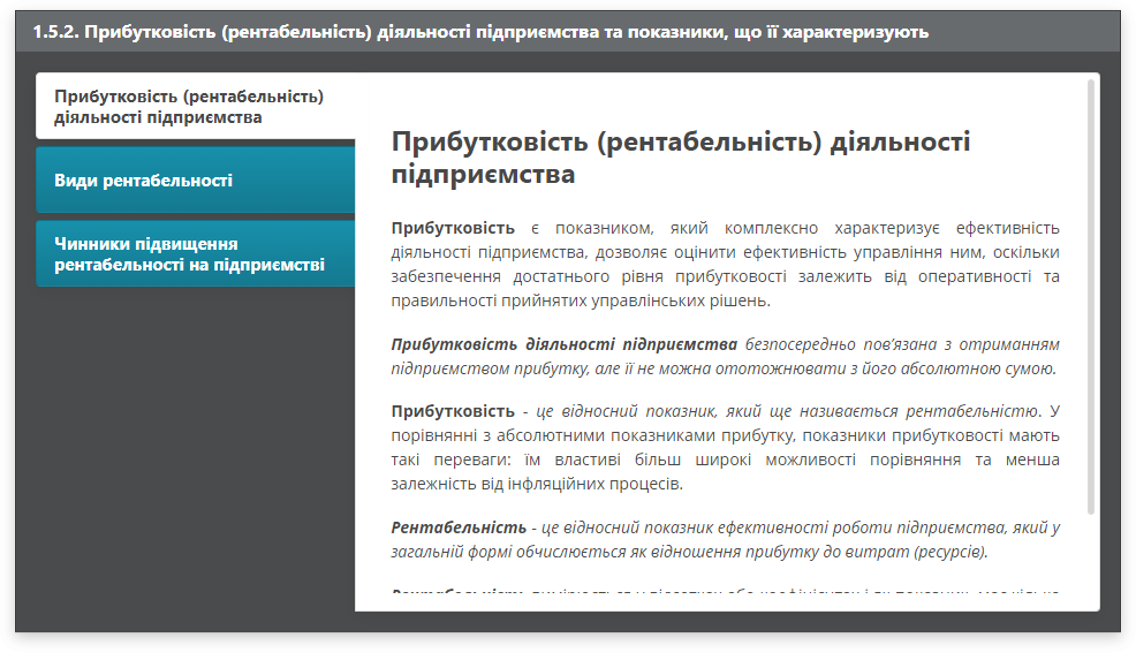 1.5.2. Прибутковість (рентабельність) діяльності підприємства та показники, що її характеризують
Прибутковість (рентабельність)
діяльності підприємства
Види рентабельності
Чинники підвищення
рентабельності на підприємстві
Прибутковість (рентабельність) діяльності
підприємства
Прибутковість є показником, який комплексно характеризує ефективність
діяльності підприємства, дозволяє оцінити ефективність управління ним, оскільки
забезпечення достатнього рівня прибутковості залежить від оперативності та
правильності прийнятих управлінських рішень.
Прибутковість діяльності підприємства безпосередньо пов’язана з отриманням
підприємством прибутку, але її не можна ототожнювати з його абсолютною сумою.
Прибутковість - це відносний показник, який ще називається рентабельністю. У
порівнянні з абсолютними показниками прибутку, показники прибутковості мають
такі переваги: їм властиві більш широкі можливості порівняння та менша
залежність від інфляційних процесів.
Рентабельність - це відносний показник ефективності роботи підприємства, який у
загальній формі обчислюється як відношення прибутку до витрат (ресурсів).